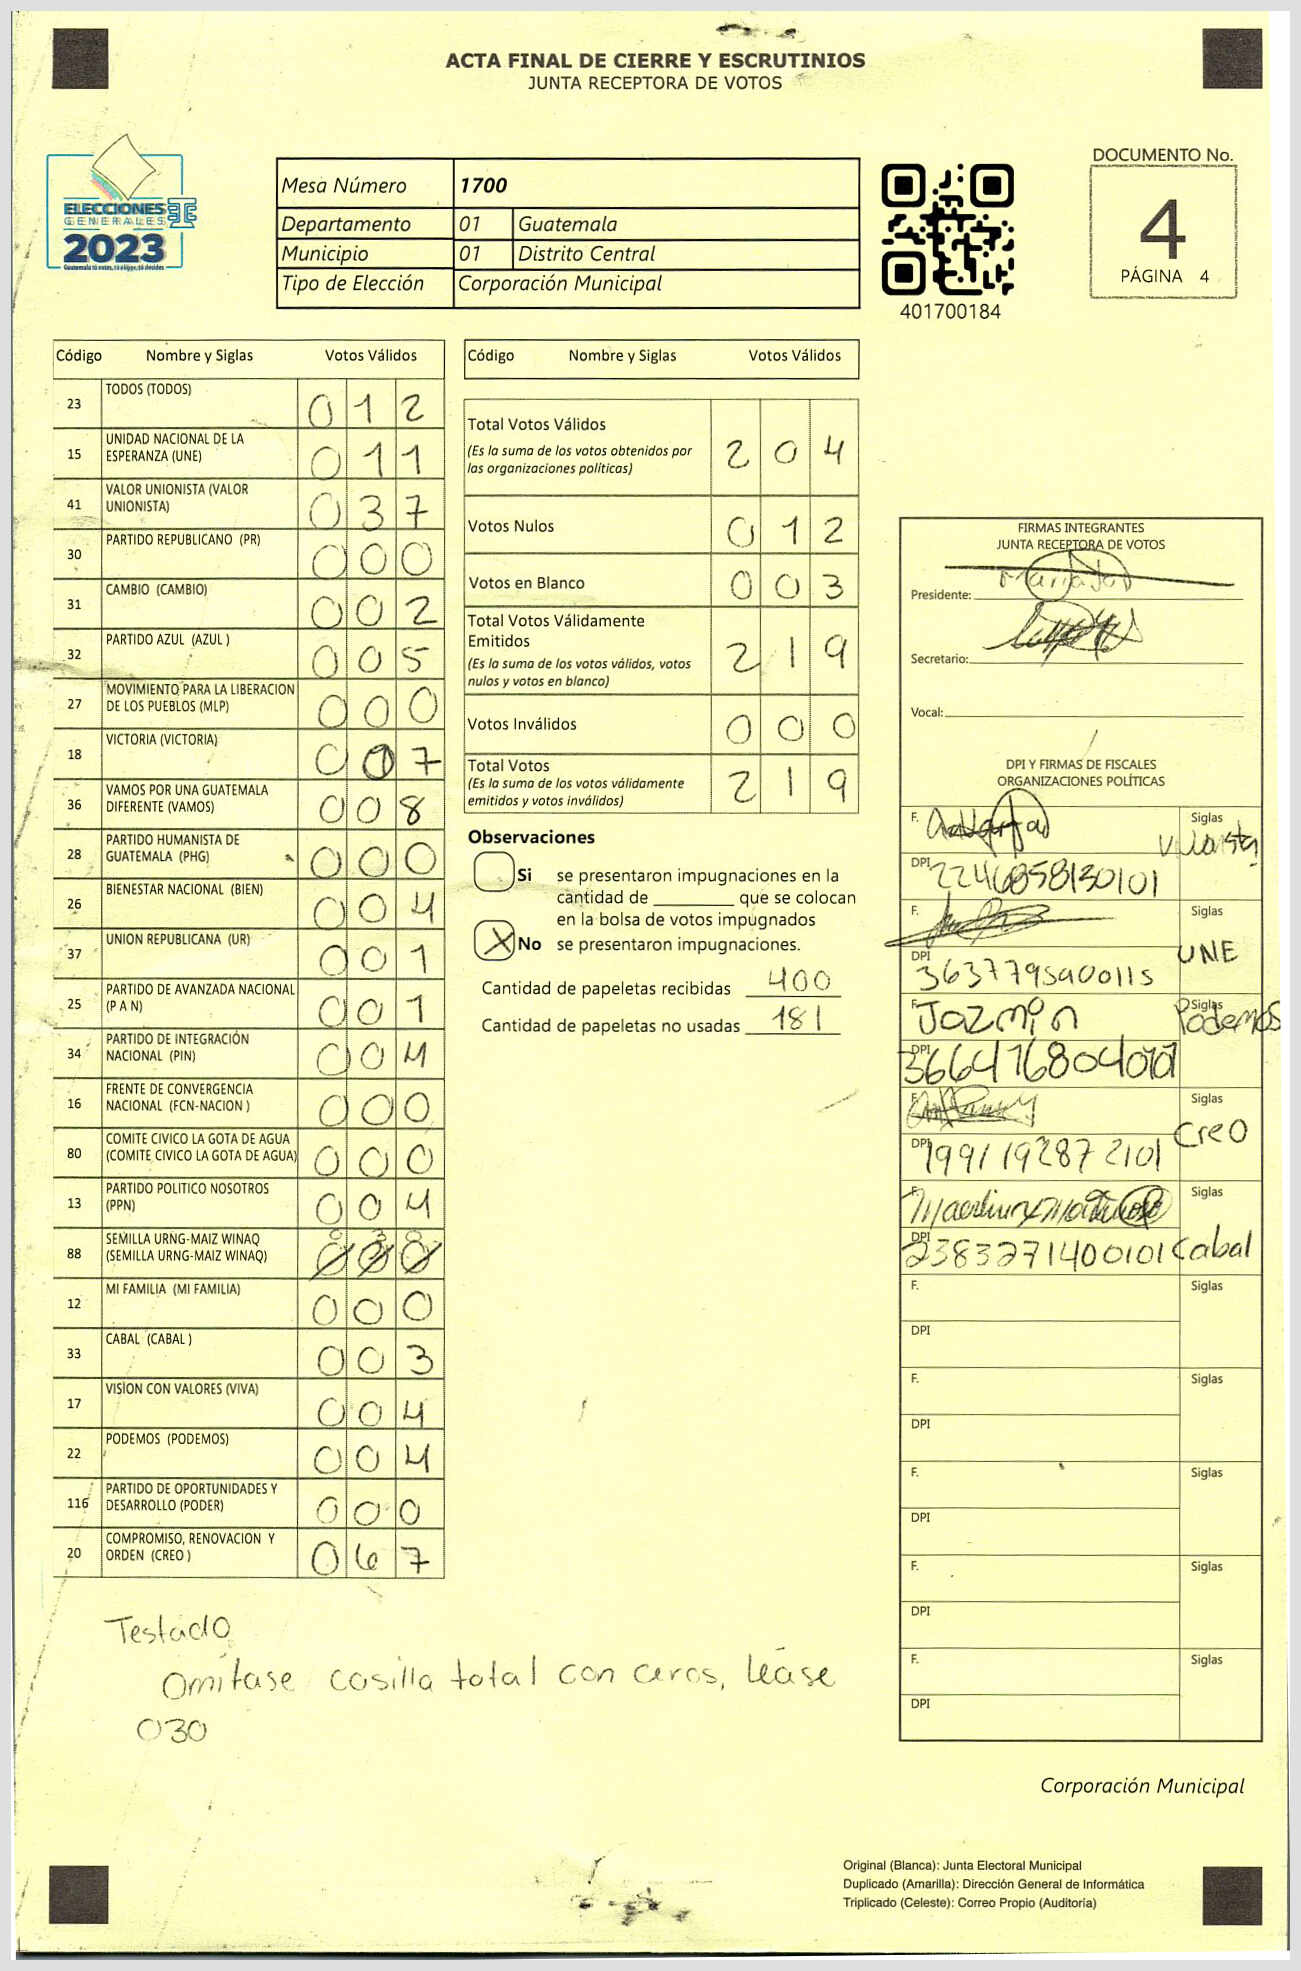 ACTA FINAL DE CIERRE Y ESCRUTINIOS
JUNTA RECEPTORA DE VOTOS
ELECCIONES
GENERALES
2023
Guatemala tú votas, tú eliges, tú decides
Mesa Número 1700
Departamento 01 Guatemala
Municipio 01 Distrito Central
Tipo de Elección Corporación Municipal
401700184
DOCUMENTO No.
4
PÁGINA 4
Código Nombre y Siglas Votos Válidos
23 TODOS (TODOS) 0 1 2
15 UNIDAD NACIONAL DE LA ESPERANZA (UNE) 0 1 1
41 VALOR UNIONISTA (VALOR UNIONISTA) 0 3 7
30 PARTIDO REPUBLICANO (PR) 0 0 0
31 CAMBIO (CAMBIO) 0 0 2
32 PARTIDO AZUL (AZUL ) 0 0 5
27 MOVIMIENTO PARA LA LIBERACION DE LOS PUEBLOS (MLP) 0 0 0
18 VICTORIA (VICTORIA) 0 0 7
36 VAMOS POR UNA GUATEMALA DIFERENTE (VAMOS) 0 0 8
28 PARTIDO HUMANISTA DE GUATEMALA (PHG) 0 0 0
26 BIENESTAR NACIONAL (BIEN) 0 0 4
37 UNION REPUBLICANA (UR) 0 0 1
25 PARTIDO DE AVANZADA NACIONAL (P A N) 0 0 1
34 PARTIDO DE INTEGRACIÓN NACIONAL (PIN) 0 0 4
16 FRENTE DE CONVERGENCIA NACIONAL (FCN-NACION ) 0 0 0
80 COMITE CIVICO LA GOTA DE AGUA (COMITE CIVICO LA GOTA DE AGUA) 0 0 0
13 PARTIDO POLITICO NOSOTROS (PPN) 0 0 4
88 SEMILLA URNG-MAIZ WINAQ (SEMILLA URNG-MAIZ WINAQ) 0 3 0
12 MI FAMILIA (MI FAMILIA) 0 0 0
33 CABAL (CABAL ) 0 0 3
17 VISION CON VALORES (VIVA) 0 0 4
22 PODEMOS (PODEMOS) 0 0 4
116 PARTIDO DE OPORTUNIDADES Y DESARROLLO (PODER) 0 0 0
20 COMPROMISO, RENOVACION Y ORDEN (CREO ) 0 6 7
Testado
Omítase casilla total con ceros, léase
030
Código Nombre y Siglas Votos Válidos
Total Votos Válidos 2 0 4
(Es la suma de los votos obtenidos por
las organizaciones políticas)
Votos Nulos 0 1 2
Votos en Blanco 0 0 3
Total Votos Válidamente
Emitidos 2 1 9
(Es la suma de los votos válidos, votos
nulos y votos en blanco)
Votos Inválidos 0 0 0
Total Votos 2 1 9
(Es la suma de los votos válidamente
emitidos y votos inválidos)
Observaciones
Si se presentaron impugnaciones en la
cantidad de ________ que se colocan
en la bolsa de votos impugnados
X No se presentaron impugnaciones.
Cantidad de papeletas recibidas 400
Cantidad de papeletas no usadas 181
FIRMAS INTEGRANTES
JUNTA RECEPTORA DE VOTOS
Presidente:
Secretario:
Vocal:
DPI Y FIRMAS DE FISCALES
ORGANIZACIONES POLÍTICAS
F. Siglas
DPI 2246858130101
F. Siglas UNE
DPI
F. Jazmin Siglas Podemos
DPI
F. Siglas Creo
DPI 1991192872101
F. Siglas Cabal
DPI 2383271400101
F. Siglas
DPI
F. Siglas
DPI
F. Siglas
DPI
F. Siglas
DPI
F. Siglas
DPI
Corporación Municipal
Original (Blanca): Junta Electoral Municipal
Duplicado (Amarilla): Dirección General de Informática
Triplicado (Celeste): Correo Propio (Auditoría)